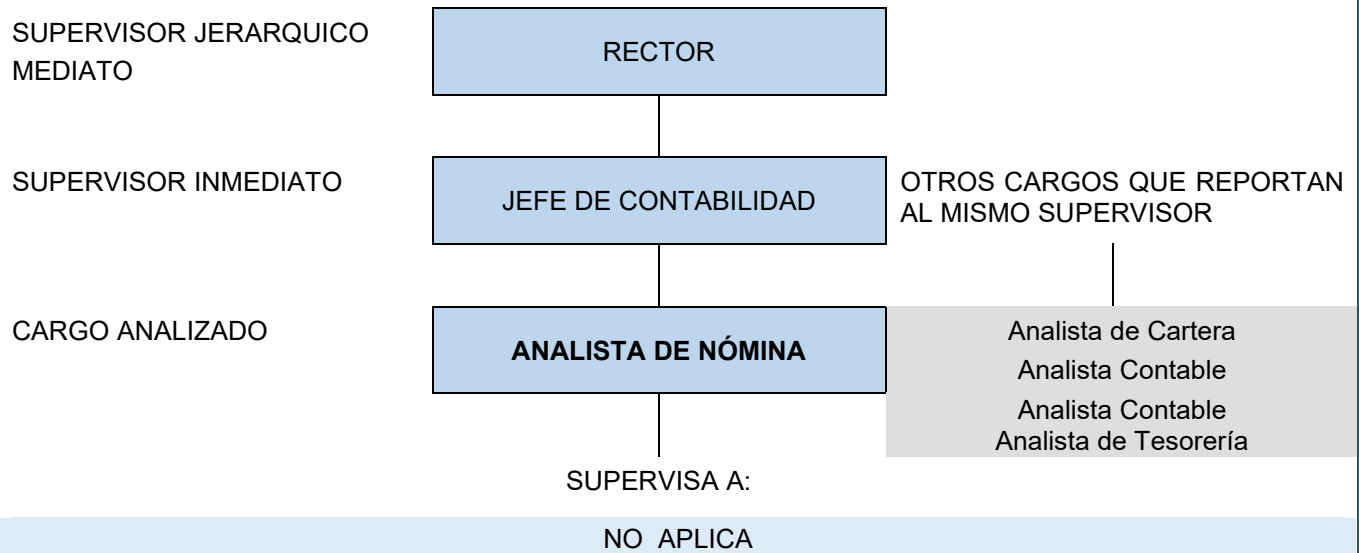 SUPERVISOR JERARQUICO
MEDIATO
RECTOR
SUPERVISOR INMEDIATO
JEFE DE CONTABILIDAD
OTROS CARGOS QUE REPORTAN
AL MISMO SUPERVISOR
CARGO ANALIZADO
ANALISTA DE NÓMINA
Analista de Cartera
Analista Contable
Analista Contable
Analista de Tesorería
SUPERVISA A:
NO APLICA